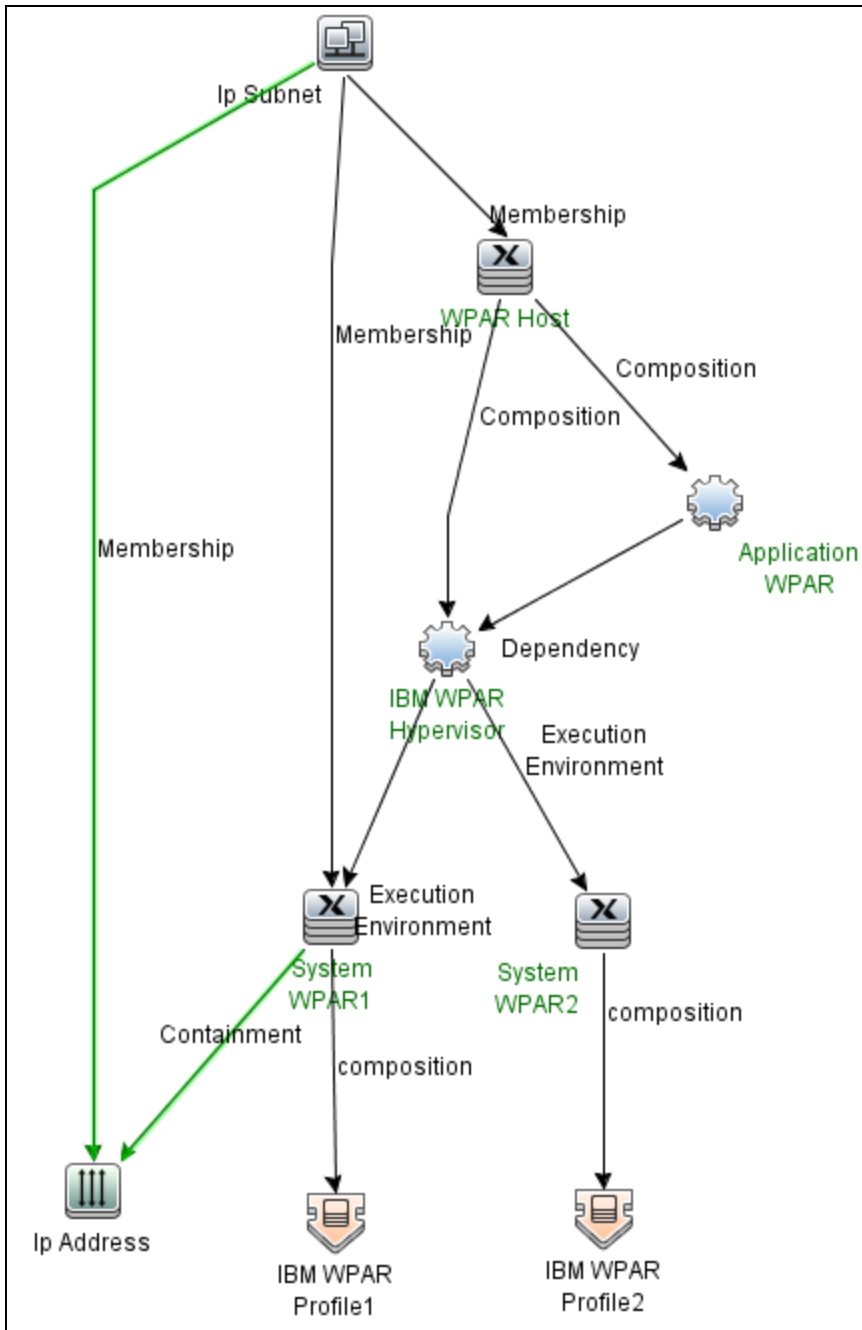 Ip Subnet
Membership
WPAR Host
Membership
Composition
Composition
Membership
Application
WPAR
Dependency
IBM WPAR
Hypervisor
Execution
Environment
Execution
Environment
System
WPAR1
System
WPAR2
composition
Containment
composition
Ip Address
IBM WPAR
Profile1
IBM WPAR
Profile2